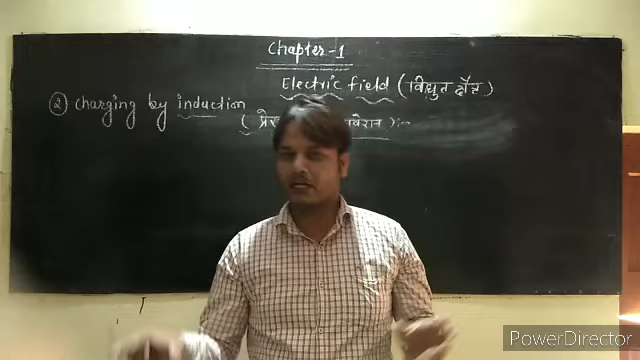 Chapter-1
Electric field (विद्युत क्षेत्र)
② Charging by induction
PowerDirector